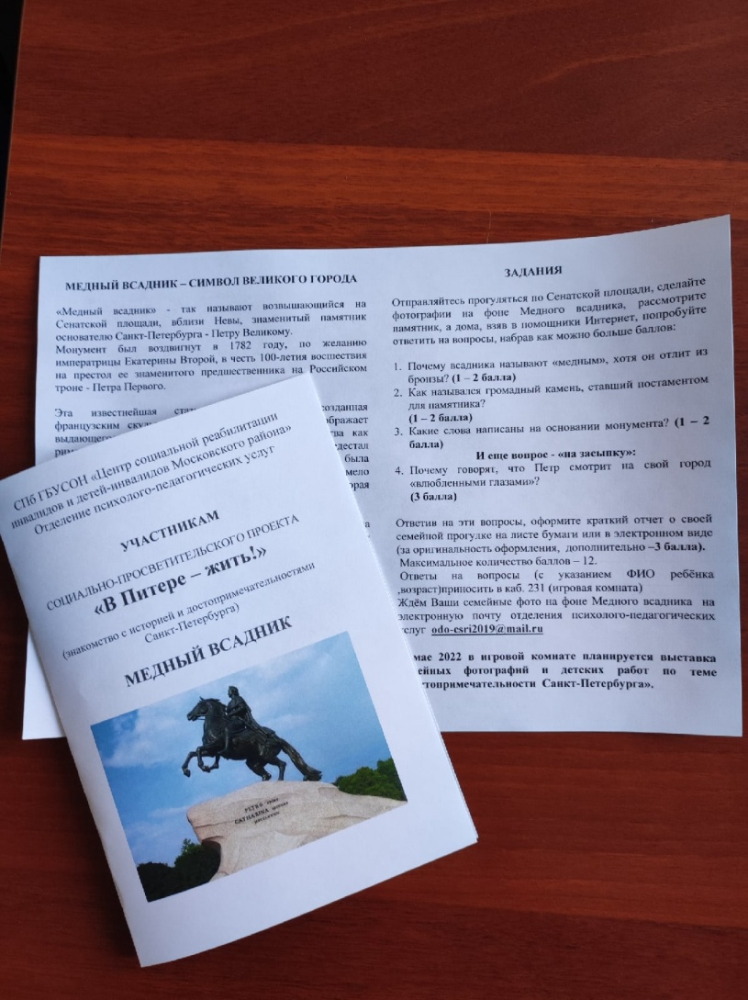 МЕДНЫЙ ВСАДНИК – СИМВОЛ ВЕЛИКОГО ГОРОДА
«Медный всадник» - так называют возвышающийся на
Сенатской площади, вблизи Невы, знаменитый памятник
основателю Санкт-Петербурга - Петру Великому.
Монумент был воздвигнут в 1782 году, по желанию
императрицы Екатерины Второй, в честь 100-летия восшествия
на престол ее знаменитого предшественника на Российском
троне - Петра Первого.
Эта известнейшая созданная
французским
выдающегос как
была
ЗАДАНИЯ
Отправляйтесь прогуляться по Сенатской площади, сделайте
фотографии на фоне Медного всадника, рассмотрите
памятник, а дома, взяв в помощники Интернет, попробуйте
ответить на вопросы, набрав как можно больше баллов:
1. Почему всадника называют «медным», хотя он отлит из
бронзы? (1 – 2 балла)
2. Как назывался громадный камень, ставший постаментом
для памятника?
(1 – 2 балла)
3. Какие слова написаны на основании монумента? (1 – 2
балла)
И еще вопрос - «на засыпку»:
4. Почему говорят, что Петр смотрит на свой город
«влюбленными глазами»?
(3 балла)
Ответив на эти вопросы, оформите краткий отчет о своей
семейной прогулке на листе бумаги или в электронном виде
(за оригинальность оформления, дополнительно –3 балла).
Максимальное количество баллов – 12.
Ответы на вопросы (с указанием ФИО ребёнка
,возраст)приносить в каб. 231 (игровая комната)
Ждём Ваши семейные фото на фоне Медного всадника на
электронную почту отделения психолого-педагогических
услуг odo-csri2019@mail.ru
мае 2022 в игровой комнате планируется выставка
ейных фотографий и детских работ по теме
стопримечательности Санкт-Петербурга».
СПб ГБУСОН «Центр социальной реабилитации
инвалидов и детей-инвалидов Московского района»
Отделение психолого-педагогических услуг
УЧАСТНИКАМ
СОЦИАЛЬНО-ПРОСВЕТИТЕЛЬСКОГО ПРОЕКТА
«В Питере – жить!»
(знакомство с историей и достопримечательностями
Санкт-Петербурга)
МЕДНЫЙ ВСАДНИК
PETRO primo
CATHARINA secunda